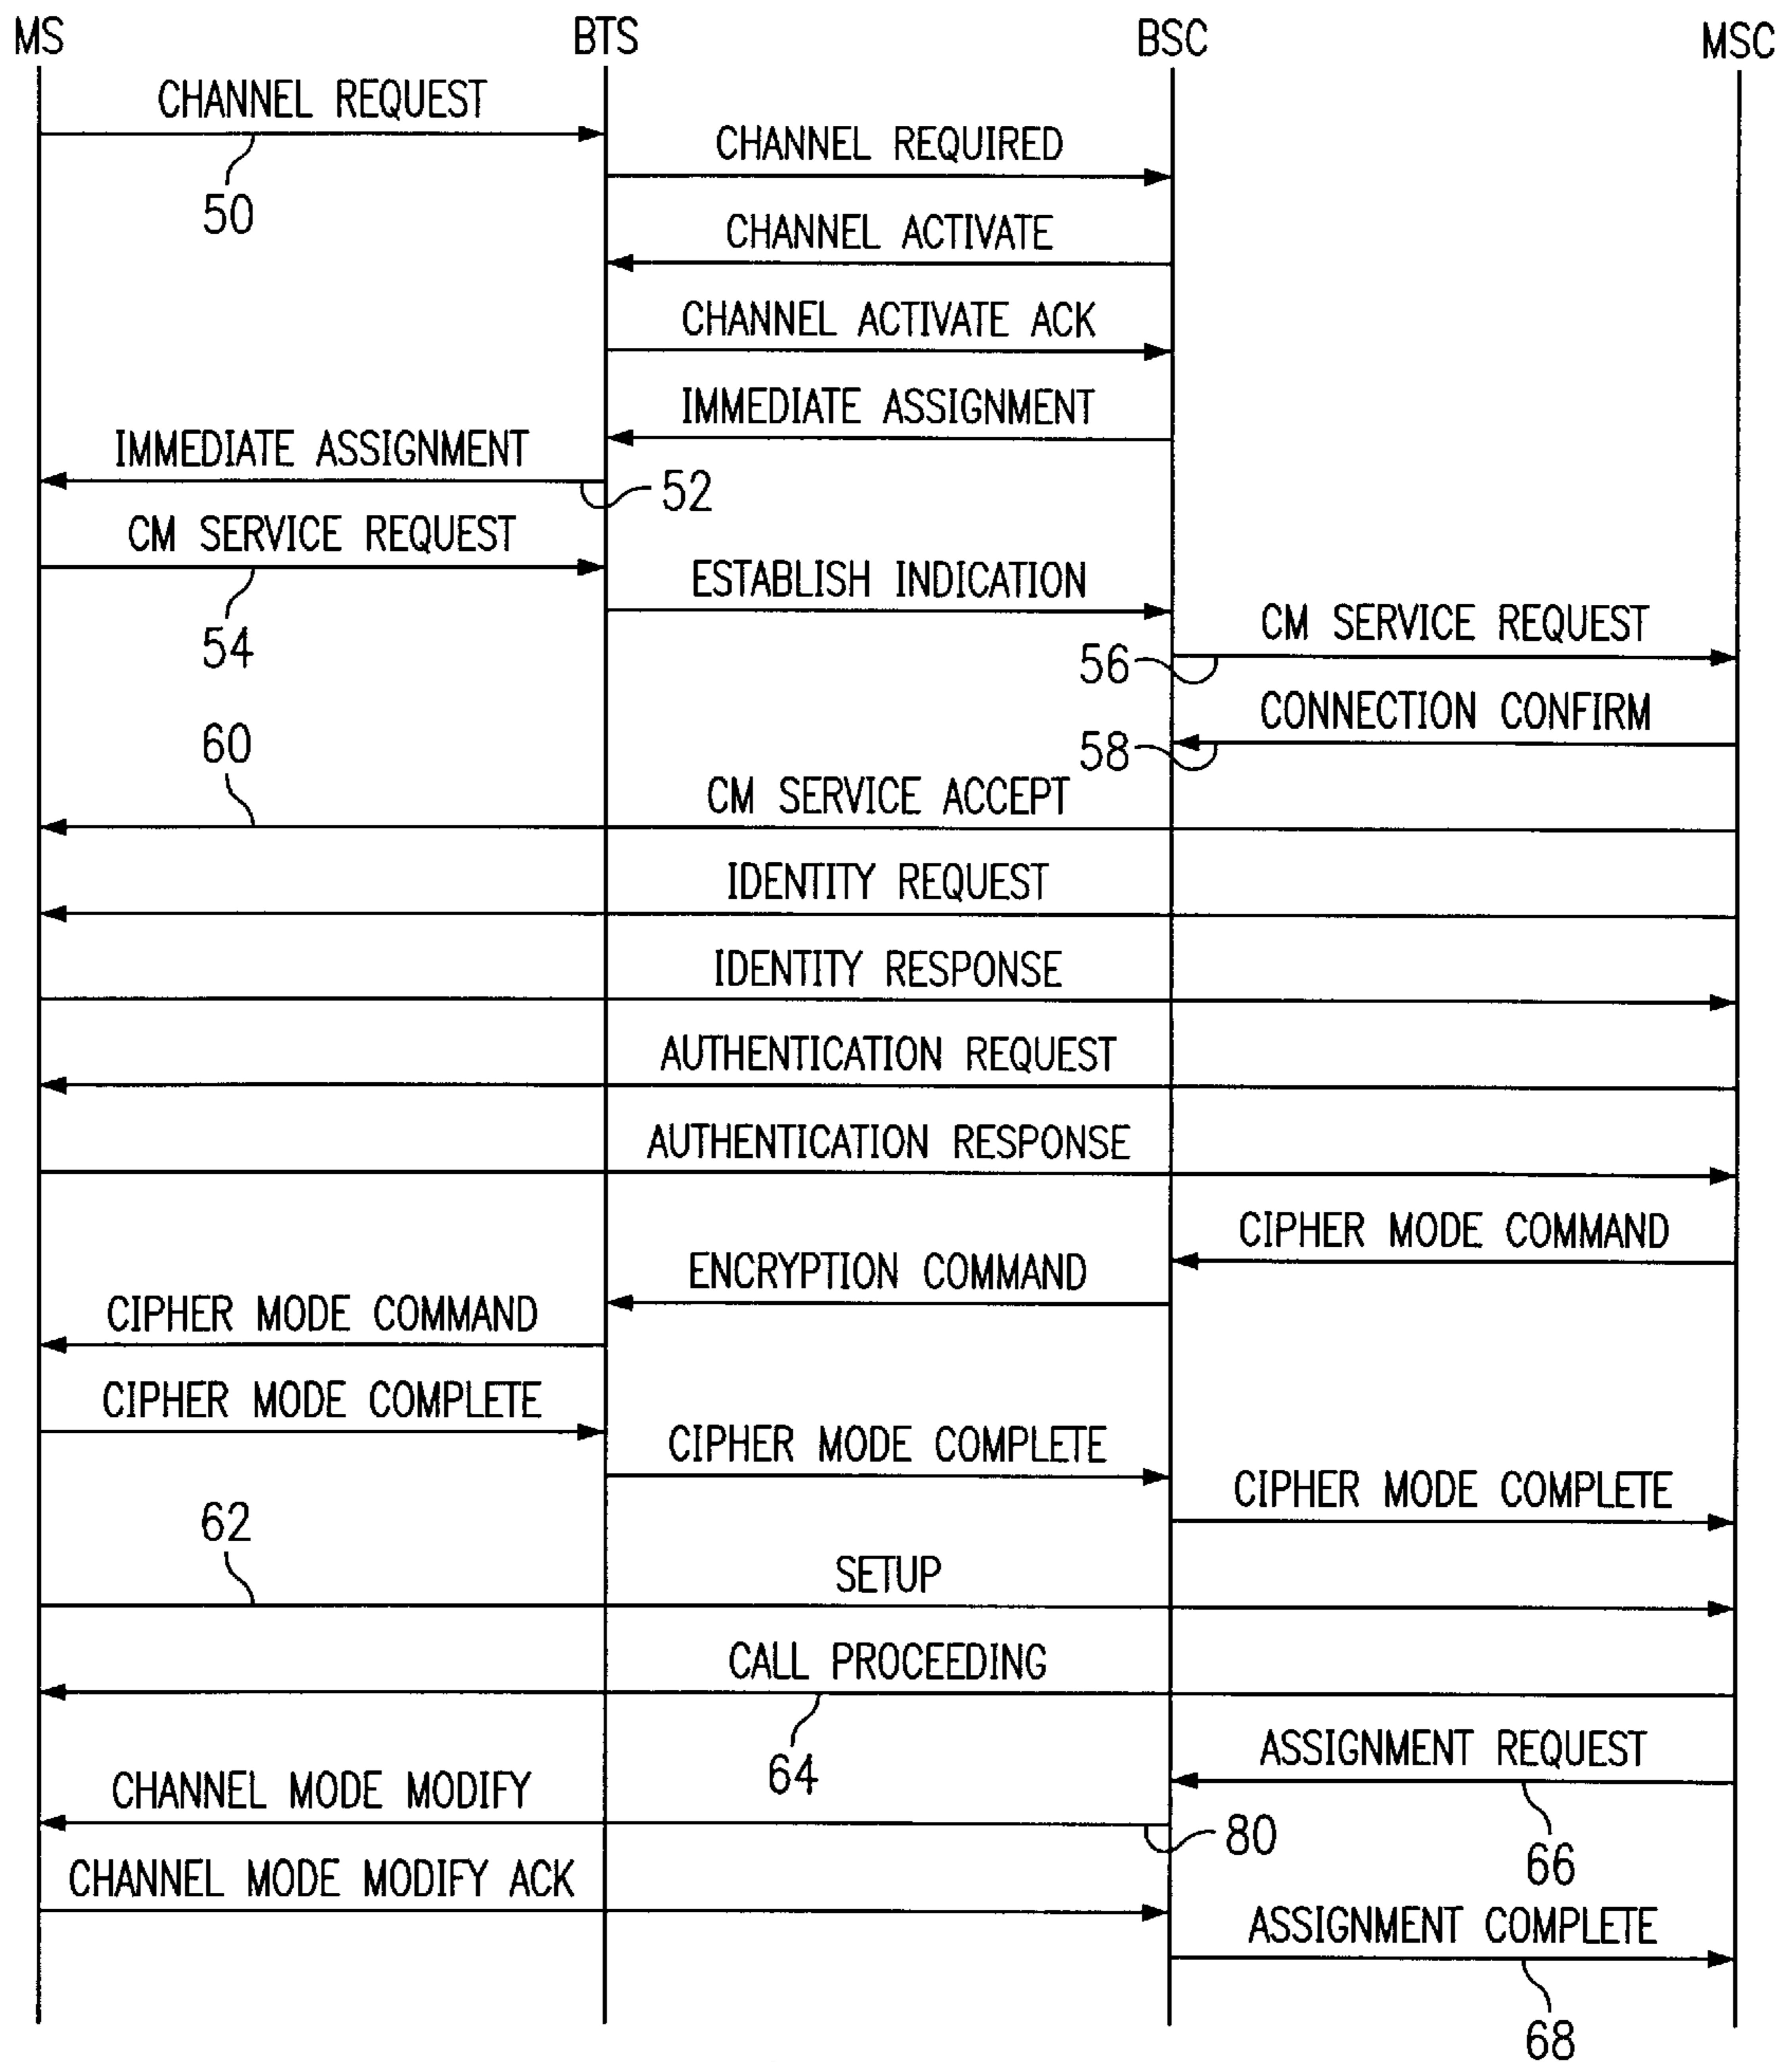 MS BTS BSC MSC
CHANNEL REQUEST
50
CHANNEL REQUIRED
CHANNEL ACTIVATE
CHANNEL ACTIVATE ACK
IMMEDIATE ASSIGNMENT
IMMEDIATE ASSIGNMENT
52
CM SERVICE REQUEST
54
ESTABLISH INDICATION
CM SERVICE REQUEST
56
CONNECTION CONFIRM
58
60
CM SERVICE ACCEPT
IDENTITY REQUEST
IDENTITY RESPONSE
AUTHENTICATION REQUEST
AUTHENTICATION RESPONSE
CIPHER MODE COMMAND
ENCRYPTION COMMAND
CIPHER MODE COMMAND
CIPHER MODE COMPLETE
CIPHER MODE COMPLETE
CIPHER MODE COMPLETE
62
SETUP
CALL PROCEEDING
64
ASSIGNMENT REQUEST
66
CHANNEL MODE MODIFY
80
CHANNEL MODE MODIFY ACK
ASSIGNMENT COMPLETE
68